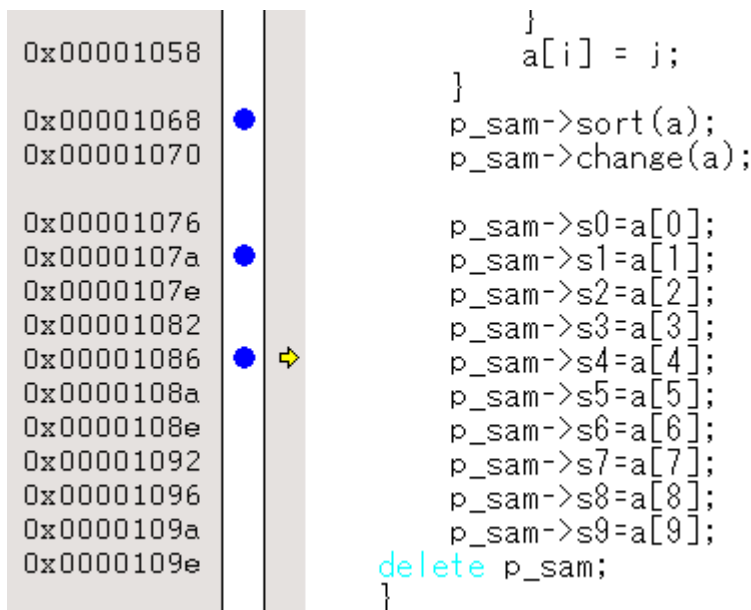 }
0x00001058 a[i] = j;
}
0x00001068 p_sam->sort(a);
0x00001070 p_sam->change(a);
0x00001076 p_sam->s0=a[0];
0x0000107a p_sam->s1=a[1];
0x0000107e p_sam->s2=a[2];
0x00001082 p_sam->s3=a[3];
0x00001086 p_sam->s4=a[4];
0x0000108a p_sam->s5=a[5];
0x0000108e p_sam->s6=a[6];
0x00001092 p_sam->s7=a[7];
0x00001096 p_sam->s8=a[8];
0x0000109a p_sam->s9=a[9];
0x0000109e delete p_sam;
}